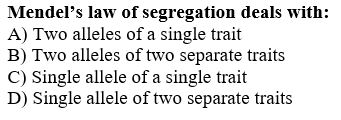 Mendel’s law of segregation deals with:
A) Two alleles of a single trait
B) Two alleles of two separate traits
C) Single allele of a single trait
D) Single allele of two separate traits